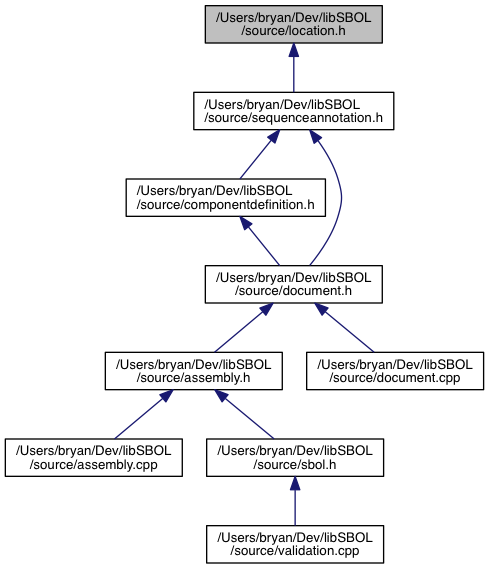 /Users/bryan/Dev/libSBOL
/source/location.h
/Users/bryan/Dev/libSBOL
/source/sequenceannotation.h
/Users/bryan/Dev/libSBOL
/source/componentdefinition.h
/Users/bryan/Dev/libSBOL
/source/document.h
/Users/bryan/Dev/libSBOL
/source/assembly.h
/Users/bryan/Dev/libSBOL
/source/document.cpp
/Users/bryan/Dev/libSBOL
/source/assembly.cpp
/Users/bryan/Dev/libSBOL
/source/sbol.h
/Users/bryan/Dev/libSBOL
/source/validation.cpp